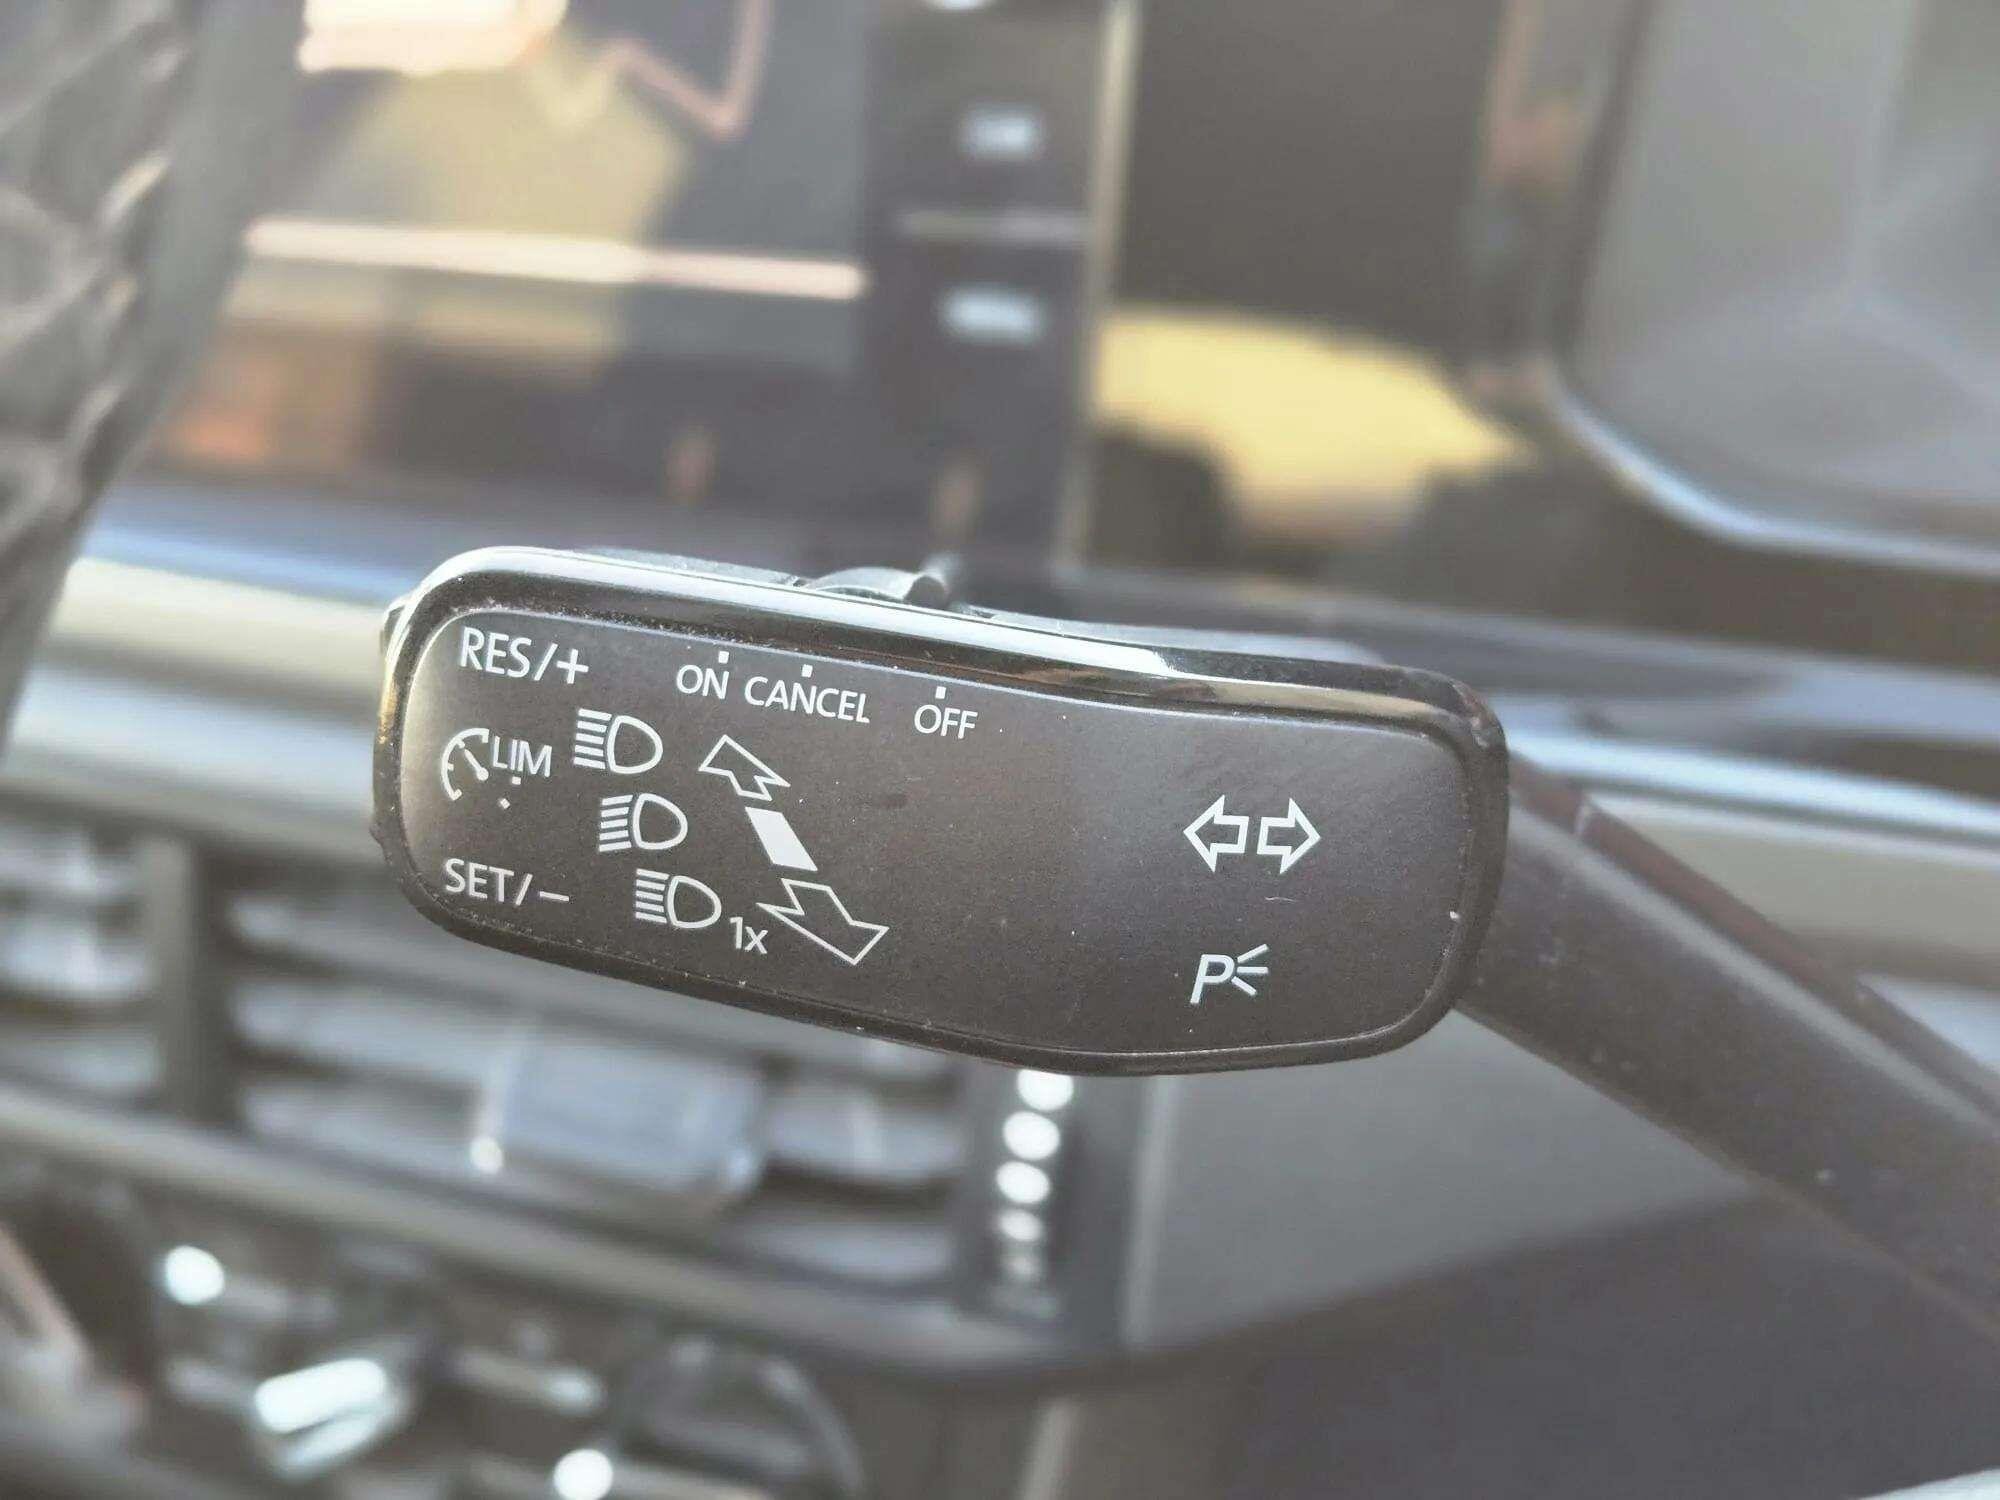 RES/+
ON CANCEL OFF
LIM
SET/-
1x
P